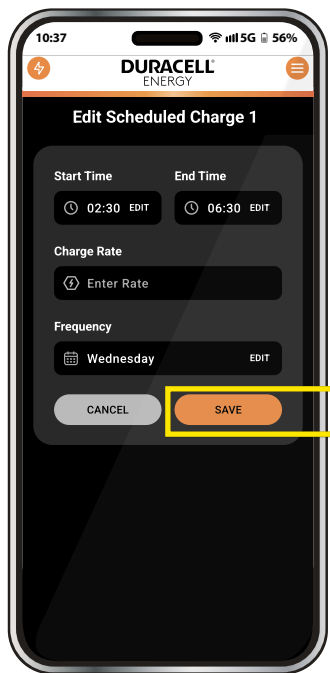 10:37 5G 56%
DURACELL
ENERGY
Edit Scheduled Charge 1
Start Time End Time
02:30 EDIT 06:30 EDIT
Charge Rate
Enter Rate
Frequency
Wednesday EDIT
CANCEL SAVE